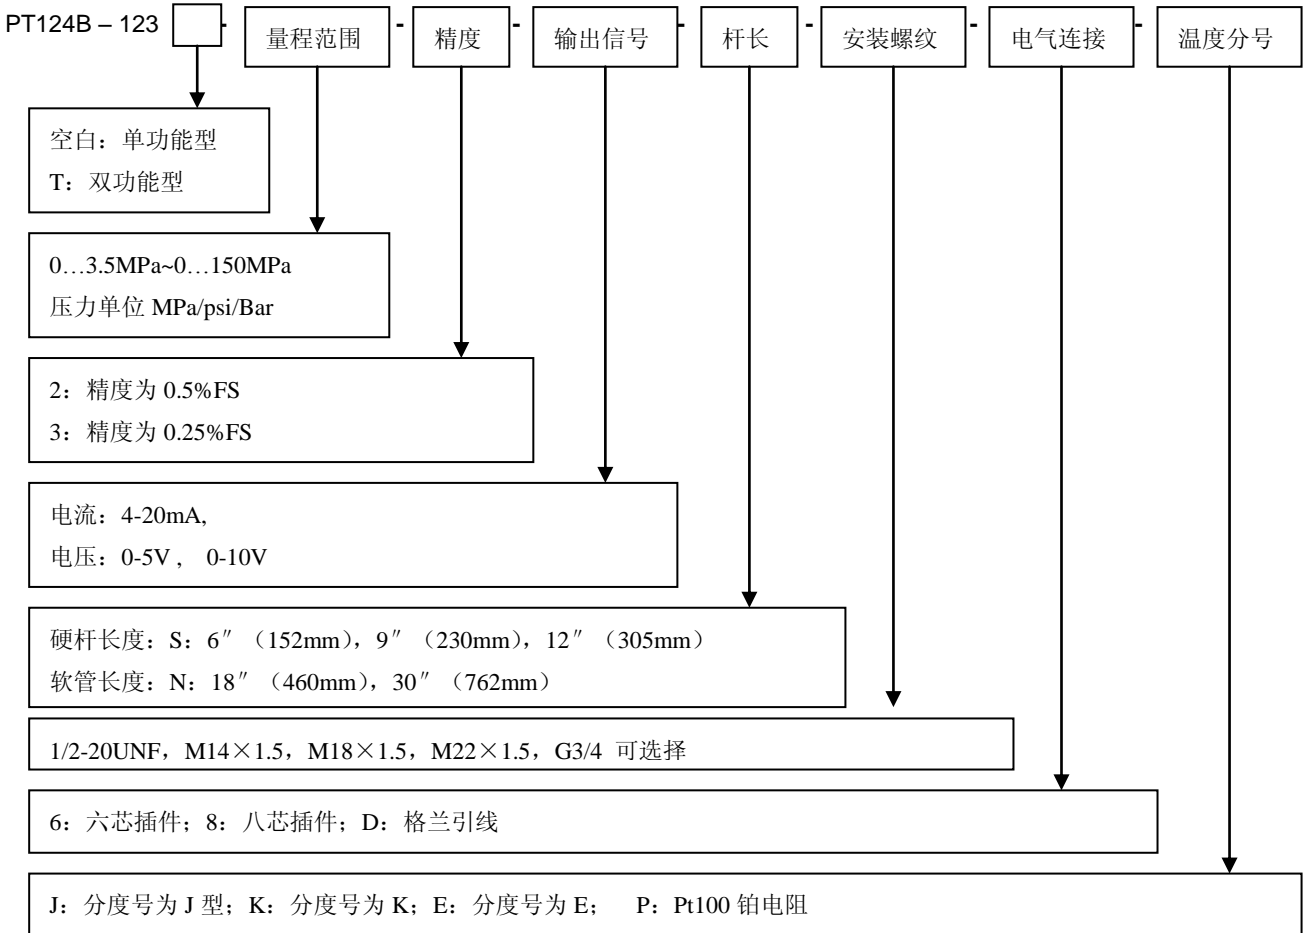 PT124B – 123 - 量程范围 - 精度 - 输出信号 - 杆长 - 安装螺纹 - 电气连接 - 温度分号
空白：单功能型
T：双功能型
0…3.5MPa~0…150MPa
压力单位 MPa/psi/Bar
2：精度为 0.5%FS
3：精度为 0.25%FS
电流：4-20mA,
电压：0-5V , 0-10V
硬杆长度：S：6″（152mm），9″（230mm），12″（305mm）
软管长度：N：18″（460mm），30″（762mm）
1/2-20UNF，M14×1.5，M18×1.5，M22×1.5，G3/4 可选择
6：六芯插件；8：八芯插件；D：格兰引线
J：分度号为 J 型；K：分度号为 K；E：分度号为 E； P：Pt100 铂电阻